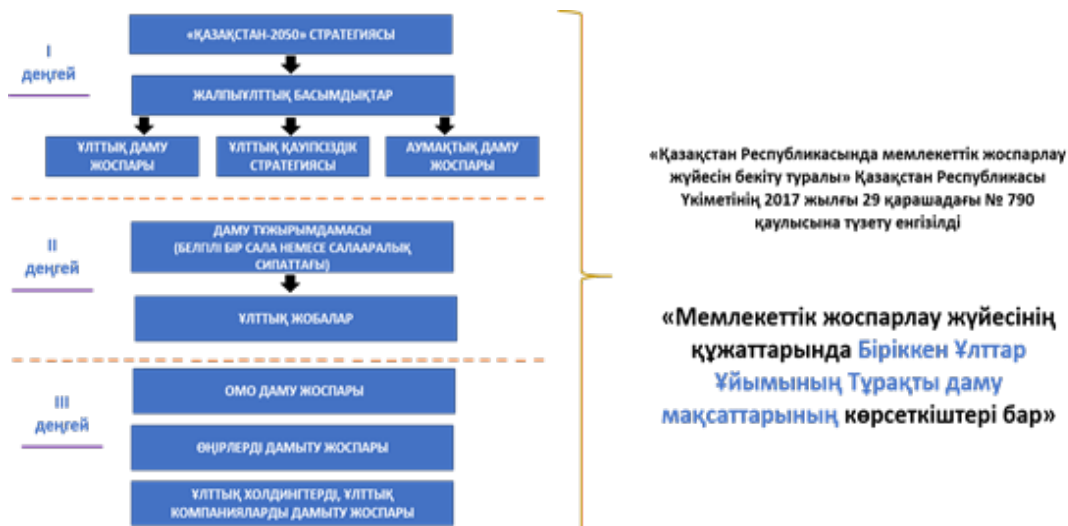 I
деңгей
«ҚАЗАҚСТАН-2050» СТРАТЕГИЯСЫ
ЖАЛПЫҰЛТТЫҚ БАСЫМДЫҚТАР
ҰЛТТЫҚ ДАМУ
ЖОСПАРЫ
ҰЛТТЫҚ ҚАУІПСІЗДІК
СТРАТЕГИЯСЫ
АУМАҚТЫҚ ДАМУ
ЖОСПАРЫ
II
деңгей
ДАМУ ТҰЖЫРЫМДАМАСЫ
(БЕЛГІЛІ БІР САЛА НЕМЕСЕ САЛААРАЛЫҚ
СИПАТТАҒЫ)
ҰЛТТЫҚ ЖОБАЛАР
III
деңгей
ОМО ДАМУ ЖОСПАРЫ
ӨҢІРЛЕРДІ ДАМЫТУ ЖОСПАРЫ
ҰЛТТЫҚ ХОЛДИНГТЕРДІ, ҰЛТТЫҚ
КОМПАНИЯЛАРДЫ ДАМЫТУ ЖОСПАРЫ
«Қазақстан Республикасында мемлекеттік жоспарлау
жүйесін бекіту туралы» Қазақстан Республикасы
Үкіметінің 2017 жылғы 29 қарашадағы № 790
қаулысына түзету енгізілді
«Мемлекеттік жоспарлау жүйесінің
құжаттарында Біріккен Ұлттар
Ұйымының Тұрақты даму
мақсаттарының көрсеткіштері бар»